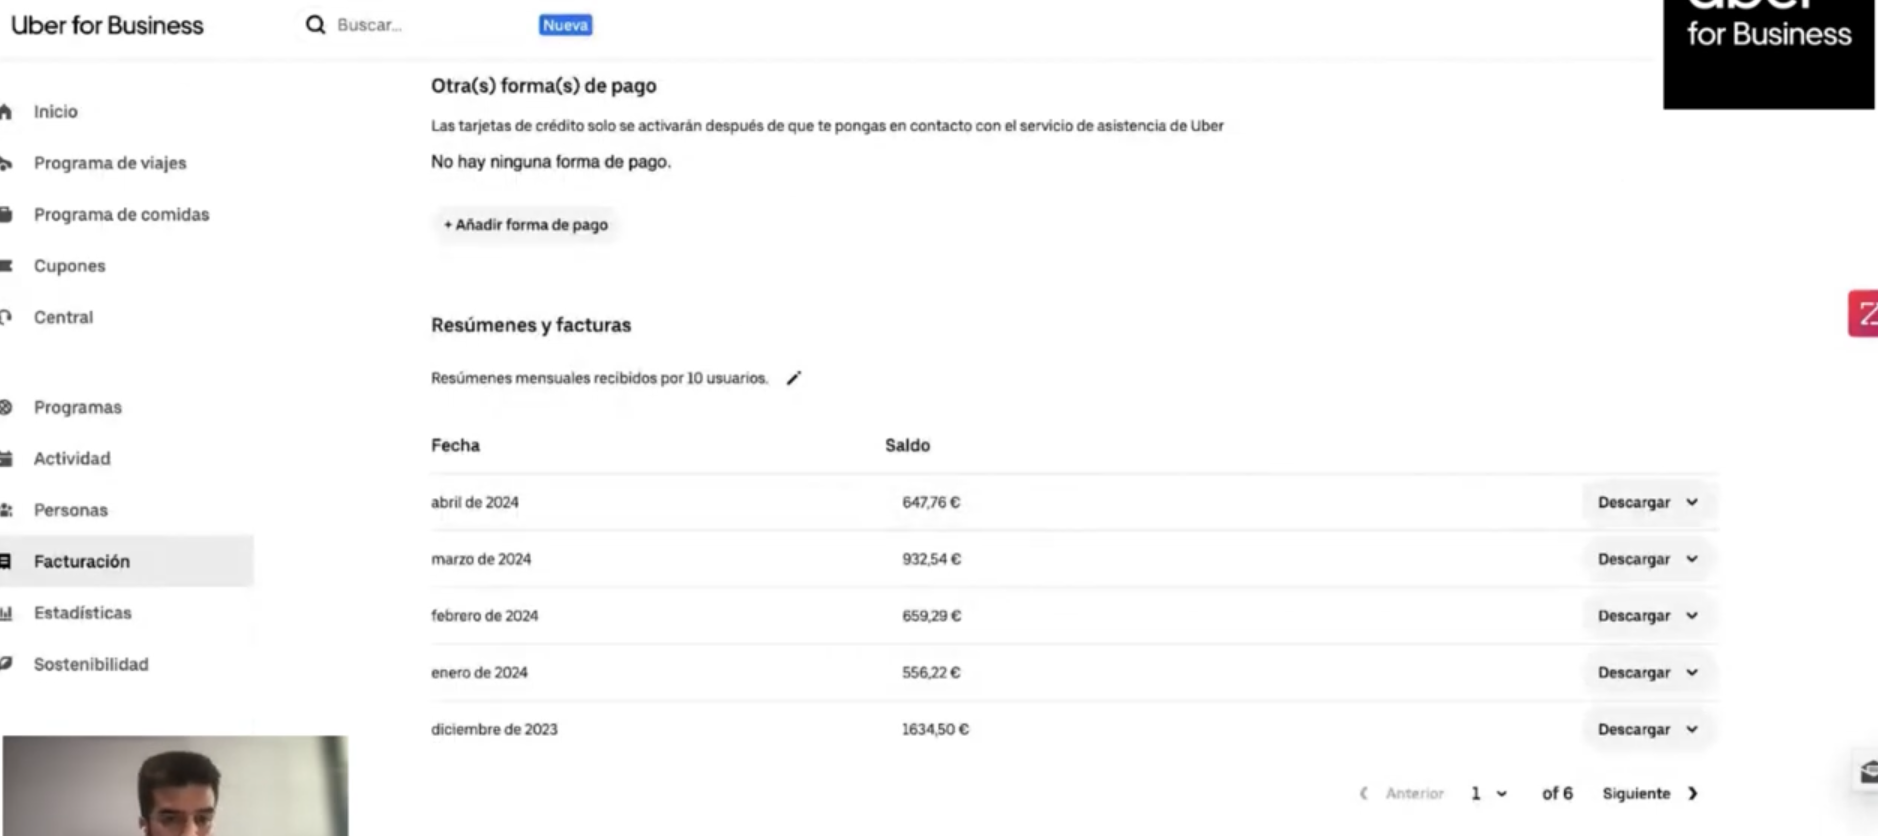 Uber for Business
Buscar...
Nueva
for Business
Inicio
Programa de viajes
Programa de comidas
Cupones
Central
Programas
Actividad
Personas
Facturación
Estadísticas
Sostenibilidad
Otra(s) forma(s) de pago
Las tarjetas de crédito solo se activarán después de que te pongas en contacto con el servicio de asistencia de Uber
No hay ninguna forma de pago.
+ Añadir forma de pago
Resúmenes y facturas
Resúmenes mensuales recibidos por 10 usuarios.
Fecha Saldo
abril de 2024 647,76 € Descargar
marzo de 2024 932,54 € Descargar
febrero de 2024 659,29 € Descargar
enero de 2024 556,22 € Descargar
diciembre de 2023 1634,50 € Descargar
Anterior 1 of 6 Siguiente